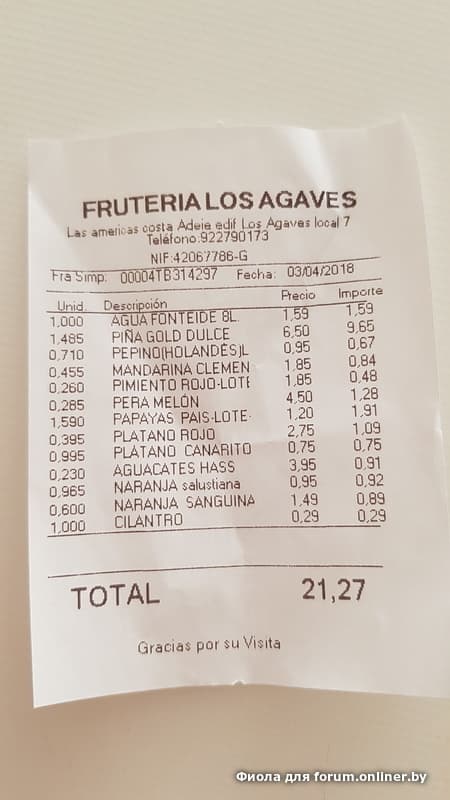 FRUTERIA LOS AGAVES
Las americas costa Adeje edif Los Agaves local 7
Teléfono:922790173
NIF:42067786-G
Fra Simp: 00004TB314297 Fecha: 03/04/2018
Unid. Descripción Precio Importe
1,000 AGUA FONTEIDE 8L. 1,59 1,59
1,485 PIÑA GOLD DULCE 6,50 9,65
0,710 PEPINO(HOLANDÉS)L 0,95 0,67
0,455 MANDARINA CLEMEN 1,85 0,84
0,260 PIMIENTO ROJO-LOTE 1,85 0,48
0,285 PERA MELÓN 4,50 1,28
1,590 PAPAYAS PAIS-LOTE: 1,20 1,91
0,395 PLATANO ROJO 2,75 1,09
0,995 PLATANO CANARITO 0,75 0,75
0,230 AGUACATES HASS 3,95 0,91
0,965 NARANJA salustiana 0,95 0,92
0,600 NARANJA SANGUINA 1,49 0,89
1,000 CILANTRO 0,29 0,29
TOTAL 21,27
Gracias por su Visita
Фиола для forum.onliner.by